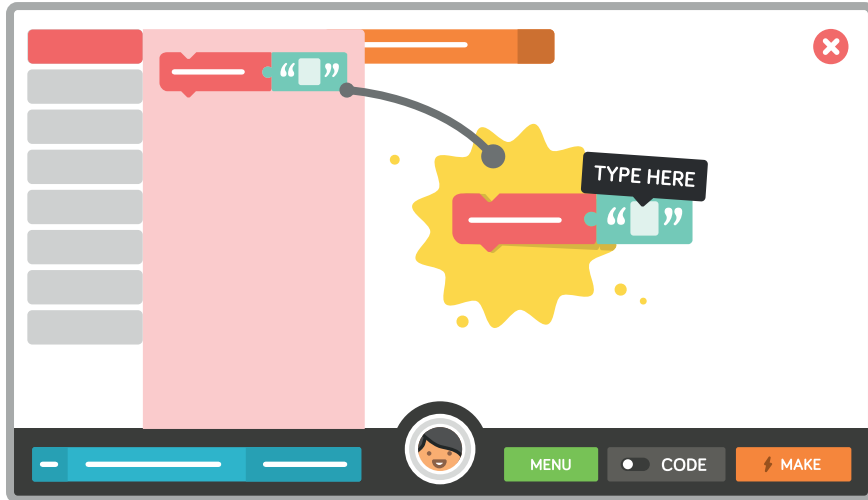 “ ”
TYPE HERE
“ ”
MENU
CODE
MAKE